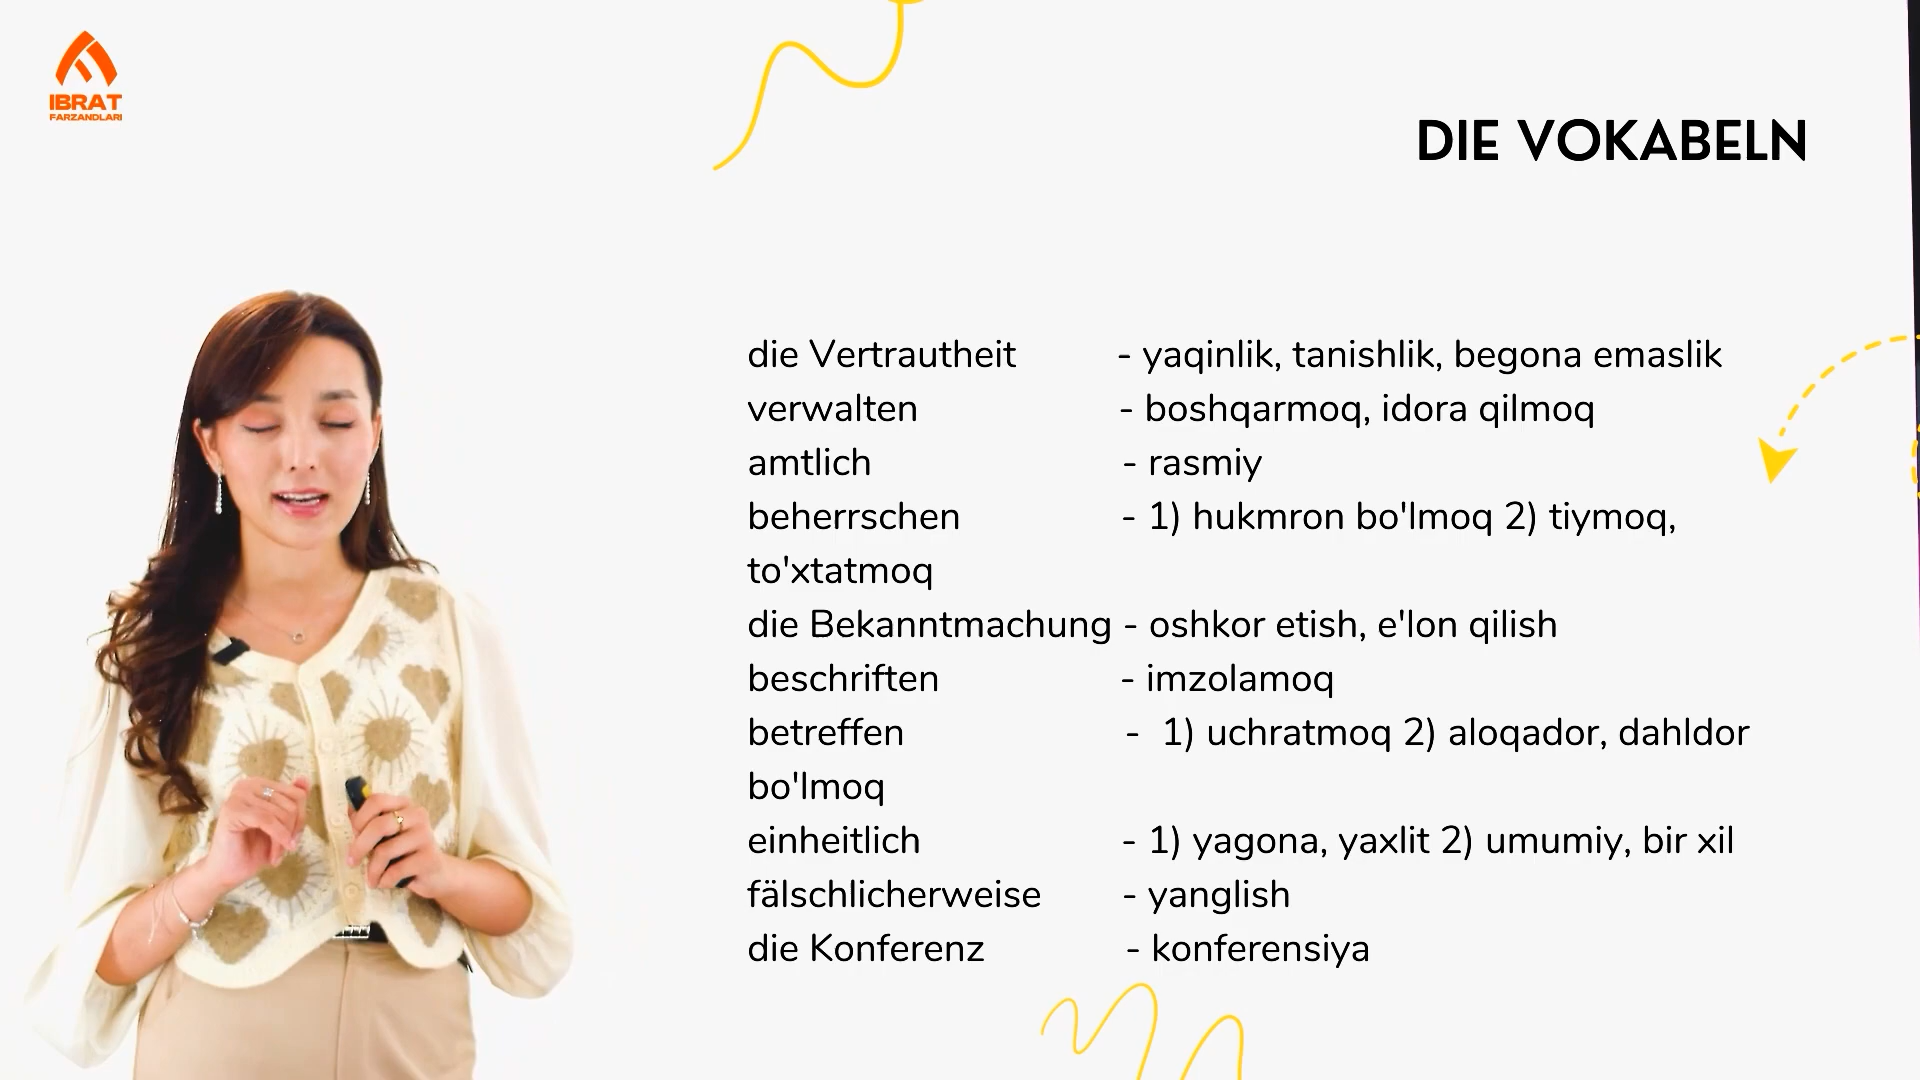 IBRAT
FARZANDLARI
DIE VOKABELN
die Vertrautheit - yaqinlik, tanishlik, begona emaslik
verwalten - boshqarmoq, idora qilmoq
amtlich - rasmiy
beherrschen - 1) hukmron bo'lmoq 2) tiymoq,
to'xtatmoq
die Bekanntmachung - oshkor etish, e'lon qilish
beschriften - imzolamoq
betreffen - 1) uchratmoq 2) aloqador, dahldor
bo'lmoq
einheitlich - 1) yagona, yaxlit 2) umumiy, bir xil
fälschlicherweise - yanglish
die Konferenz - konferensiya